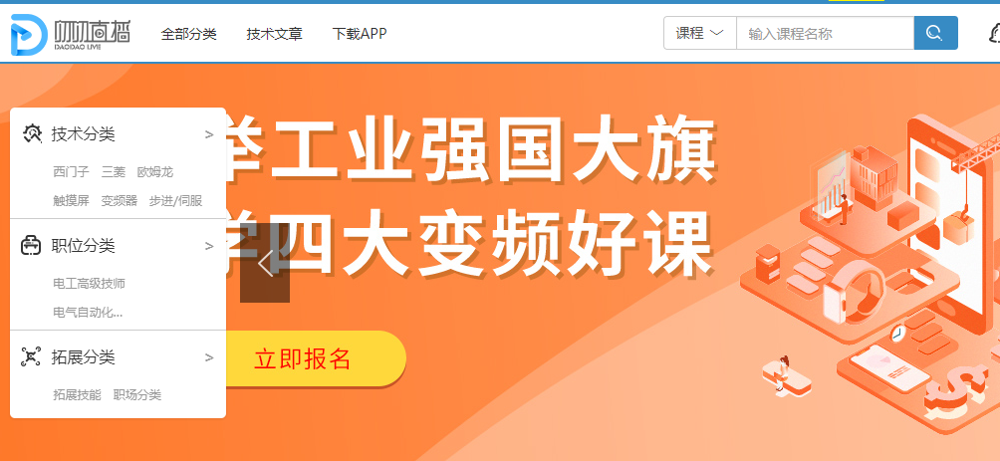 叨叨直播
DAODAO LIVE
全部分类 技术文章 下载APP
课程 输入课程名称
举工业强国大旗
学四大变频好课
立即报名
技术分类 >
西门子 三菱 欧姆龙
触摸屏 变频器 步进/伺服
职位分类 >
电工高级技师
电气自动化...
拓展分类 >
拓展技能 职场分类